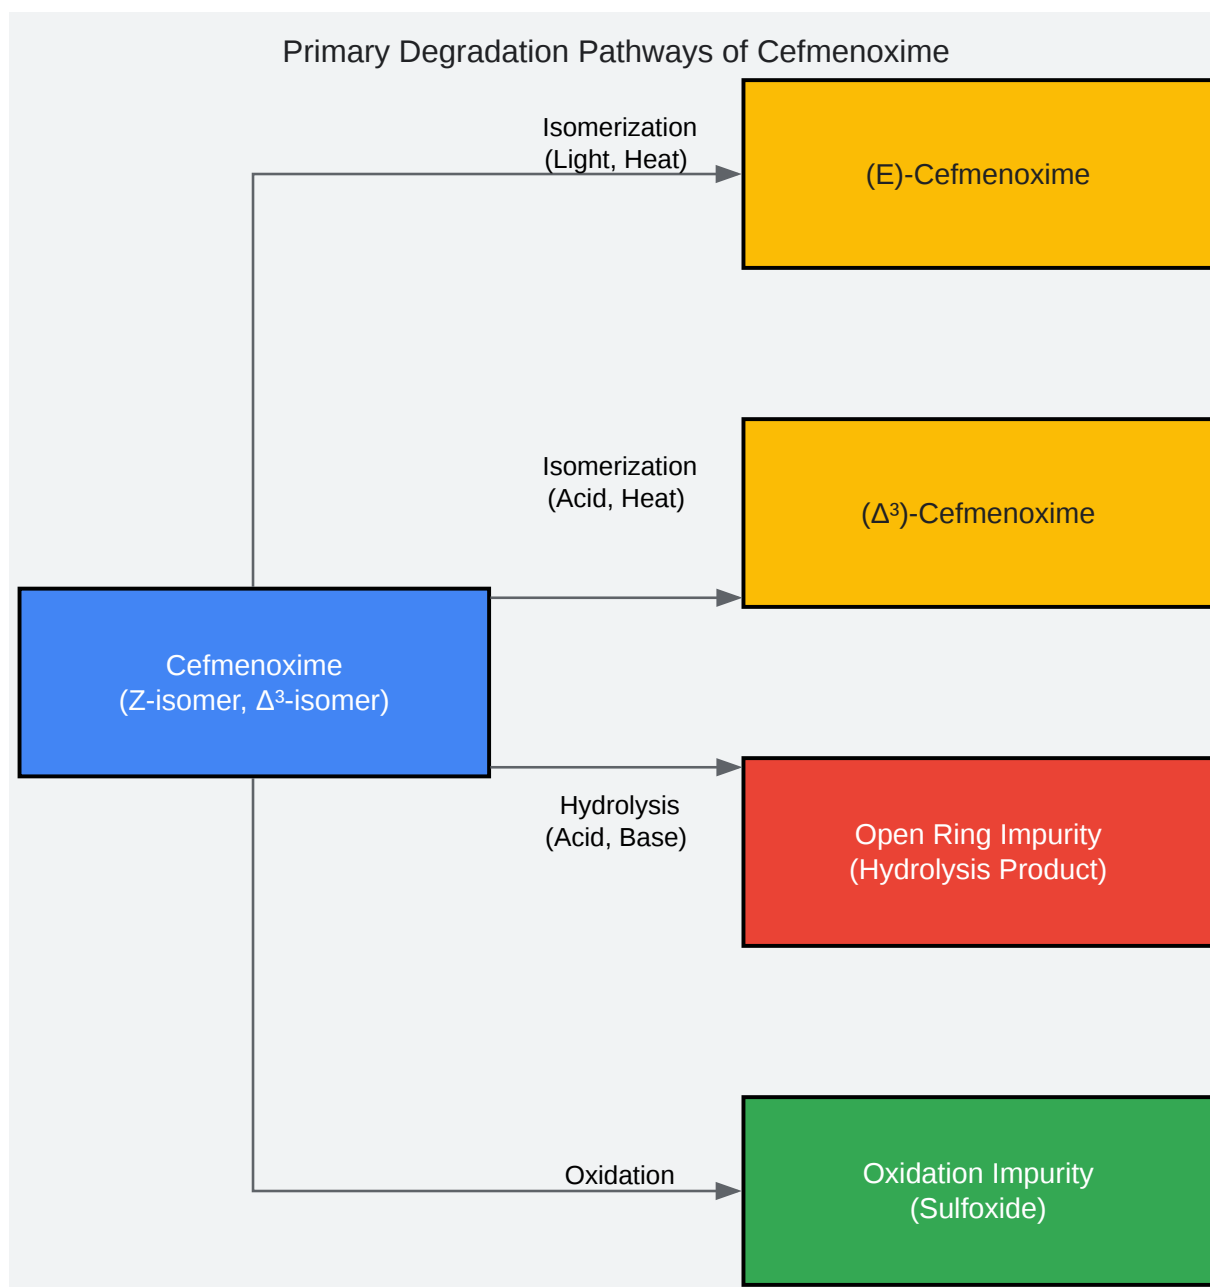 Primary Degradation Pathways of Cefmenoxime
Isomerization
(Light, Heat)
(E)-Cefmenoxime
Isomerization
(Acid, Heat)
(Δ³)-Cefmenoxime
Cefmenoxime
(Z-isomer, Δ³-isomer)
Hydrolysis
(Acid, Base)
Open Ring Impurity
(Hydrolysis Product)
Oxidation
Oxidation Impurity
(Sulfoxide)